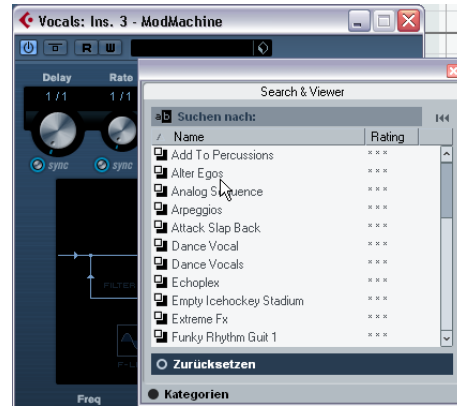 Vocals: Ins. 3 - ModMachine
R W
Delay Rate
1/1 1/1
sync sync
FILTER
Freq
Search & Viewer
ab Suchen nach:
/ Name Rating
Add To Percussions * * *
Alter Egos * * *
Analog Sequence * * *
Arpeggios * * *
Attack Slap Back * * *
Dance Vocal * * *
Dance Vocals * * *
Echoplex * * *
Empty Icehockey Stadium * * *
Extreme Fx * * *
Funky Rhythm Guit 1 * * *
Zurücksetzen
Kategorien